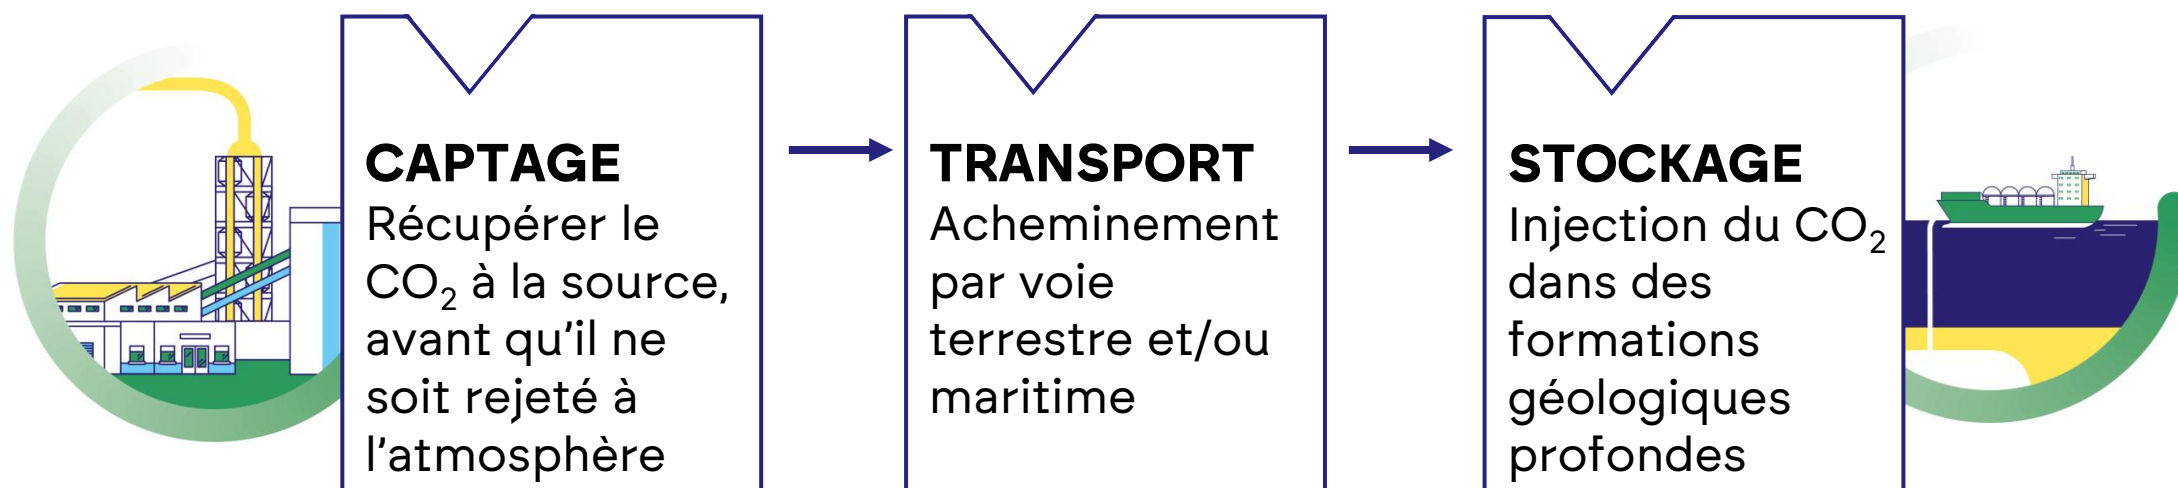 CAPTAGE
Récupérer le
CO₂ à la source,
avant qu'il ne
soit rejeté à
l'atmosphère
TRANSPORT
Acheminement
par voie
terrestre et/ou
maritime
STOCKAGE
Injection du CO₂
dans des
formations
géologiques
profondes